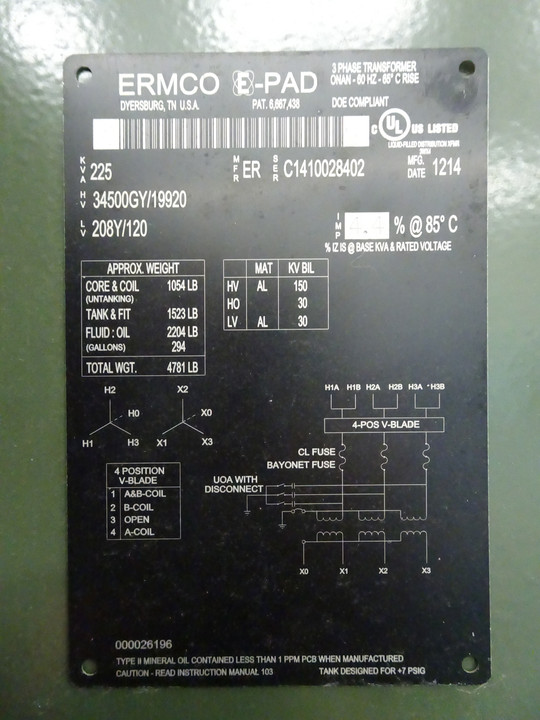 ERMCO E-PAD
DYERSBURG, TN U.S.A. PAT. 6,667,438
3 PHASE TRANSFORMER
ONAN - 60 HZ - 65° C RISE
DOE COMPLIANT
C UL US LISTED
LIQUID-FILLED DISTRIBUTION XFMR
KVA 225 MFR ER SER C1410028402 MFG. DATE 1214
HV 34500GY/19920
LV 208Y/120 IMP % @ 85° C
% IZ IS @ BASE KVA & RATED VOLTAGE
APPROX. WEIGHT
CORE & COIL 1054 LB
(UNTANKING)
TANK & FIT 1523 LB
FLUID : OIL 2204 LB
(GALLONS) 294
TOTAL WGT. 4781 LB
MAT KV BIL
HV AL 150
HO 30
LV AL 30
H2
H0
H1 H3
X2
X0
X1 X3
4 POSITION
V-BLADE
1 A&B-COIL
2 B-COIL
3 OPEN
4 A-COIL
H1A H1B H2A H2B H3A H3B
4-POS V-BLADE
CL FUSE
BAYONET FUSE
UOA WITH
DISCONNECT
X0 X1 X2 X3
000026196
TYPE II MINERAL OIL CONTAINED LESS THAN 1 PPM PCB WHEN MANUFACTURED
CAUTION - READ INSTRUCTION MANUAL 103 TANK DESIGNED FOR +7 PSIG